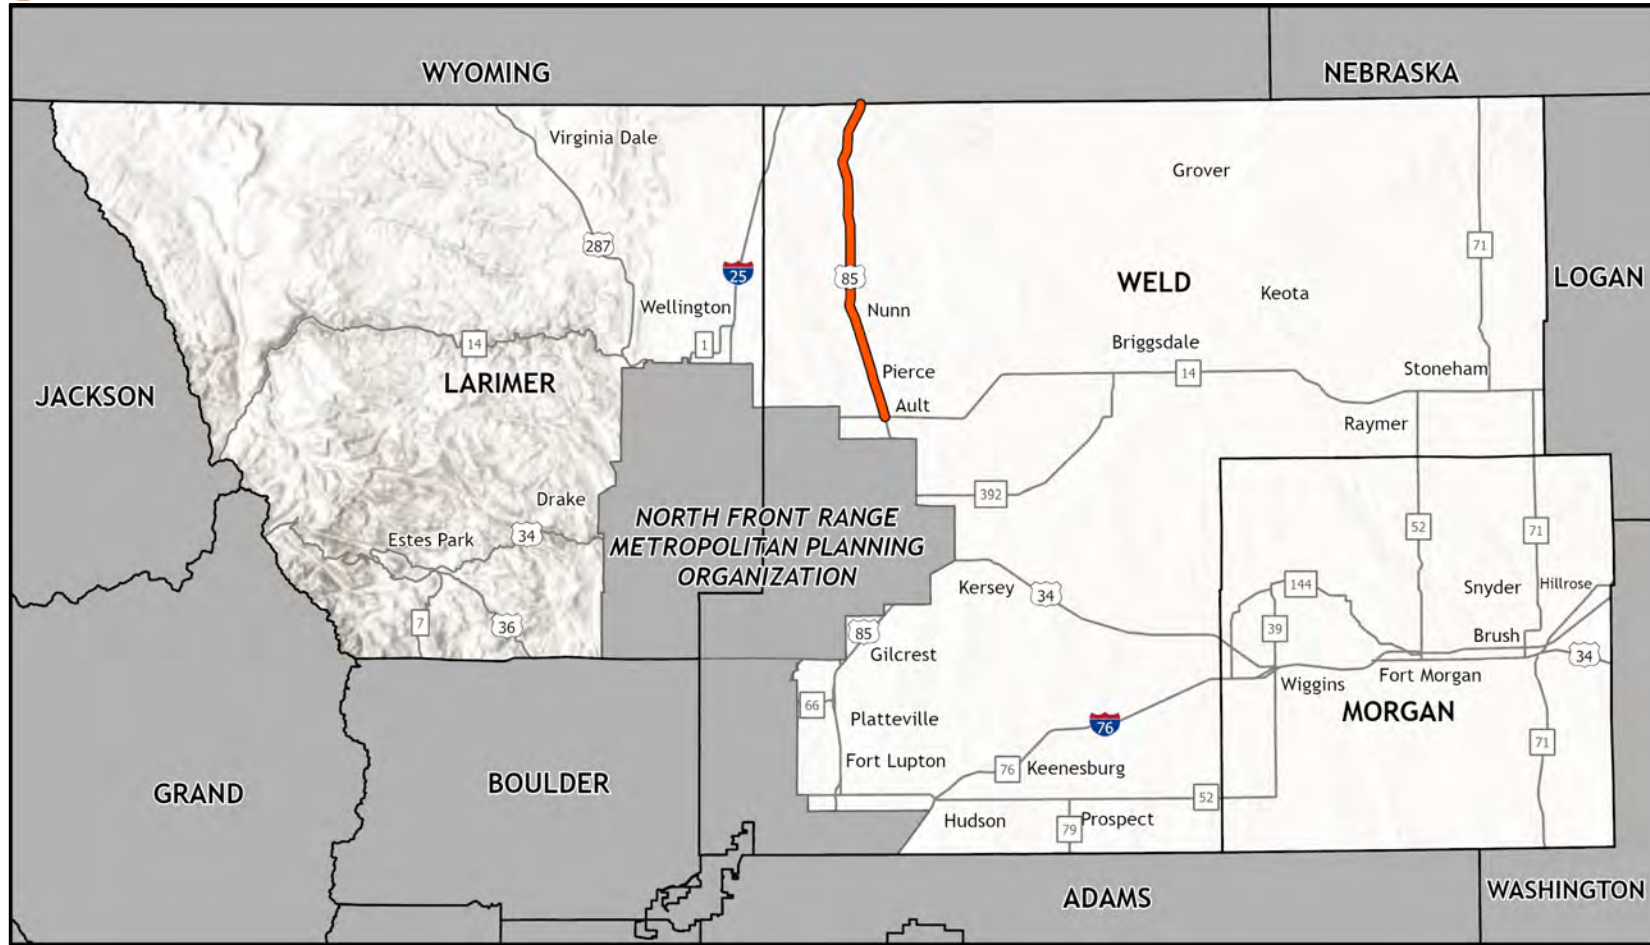 WYOMING
NEBRASKA
Virginia Dale
Grover
287
71
25
LOGAN
85
WELD
Keota
Wellington
Nunn
1
14
Briggsdale
Pierce
14
Stoneham
LARIMER
JACKSON
Ault
Raymer
392
Drake
NORTH FRONT RANGE
METROPOLITAN PLANNING
ORGANIZATION
52
71
Estes Park
34
144
Snyder
Hillrose
Kersey
34
7
36
85
39
Brush
Gilcrest
34
Fort Morgan
Wiggins
66
Platteville
76
MORGAN
71
Fort Lupton
76
Keenesburg
BOULDER
GRAND
52
Hudson
79
Prospect
WASHINGTON
ADAMS